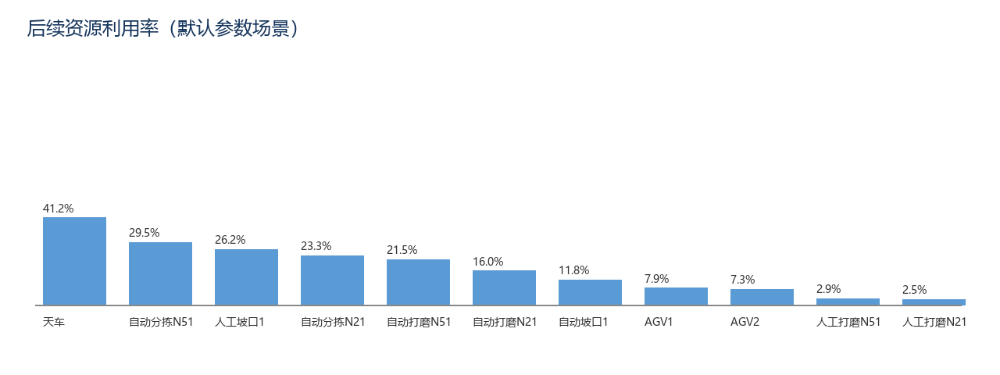 后续资源利用率（默认参数场景）
41.2%
29.5%
26.2%
23.3%
21.5%
16.0%
11.8%
7.9%
7.3%
2.9%
2.5%
天车
自动分拣N51
人工坡口1
自动分拣N21
自动打磨N51
自动打磨N21
自动坡口1
AGV1
AGV2
人工打磨N51
人工打磨N21